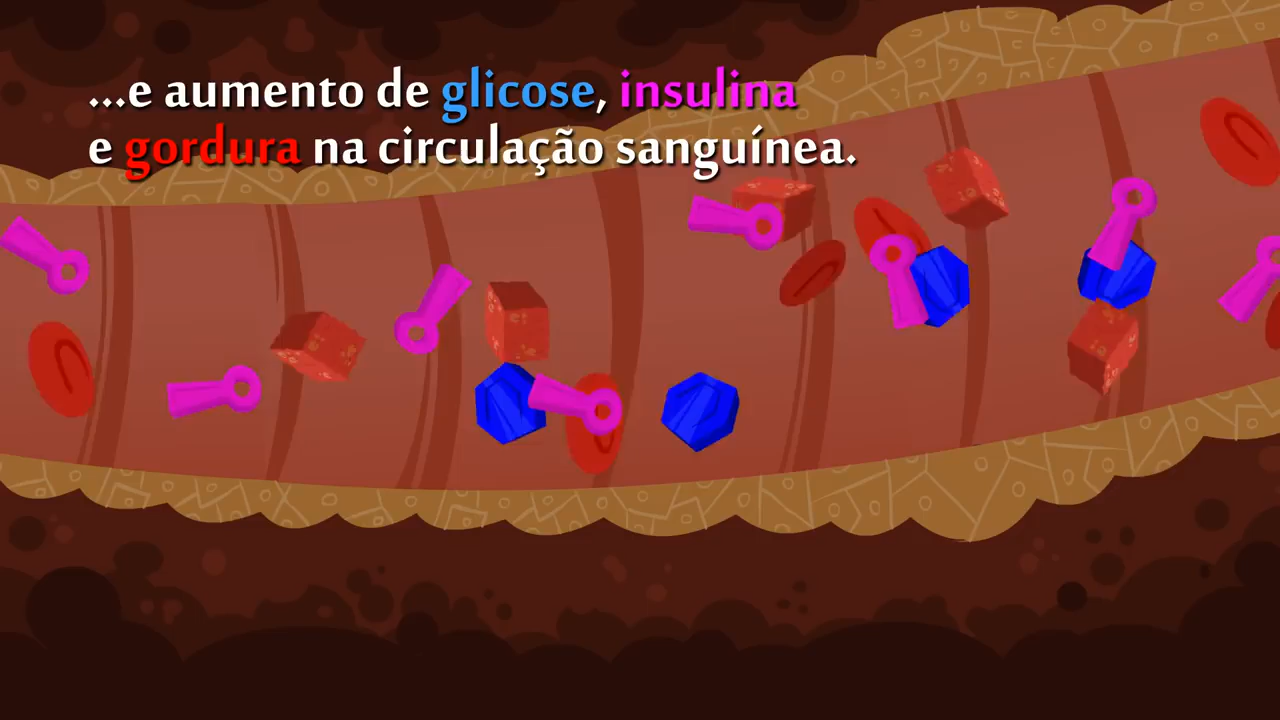 ...e aumento de glicose, insulina
e gordura na circulação sanguínea.